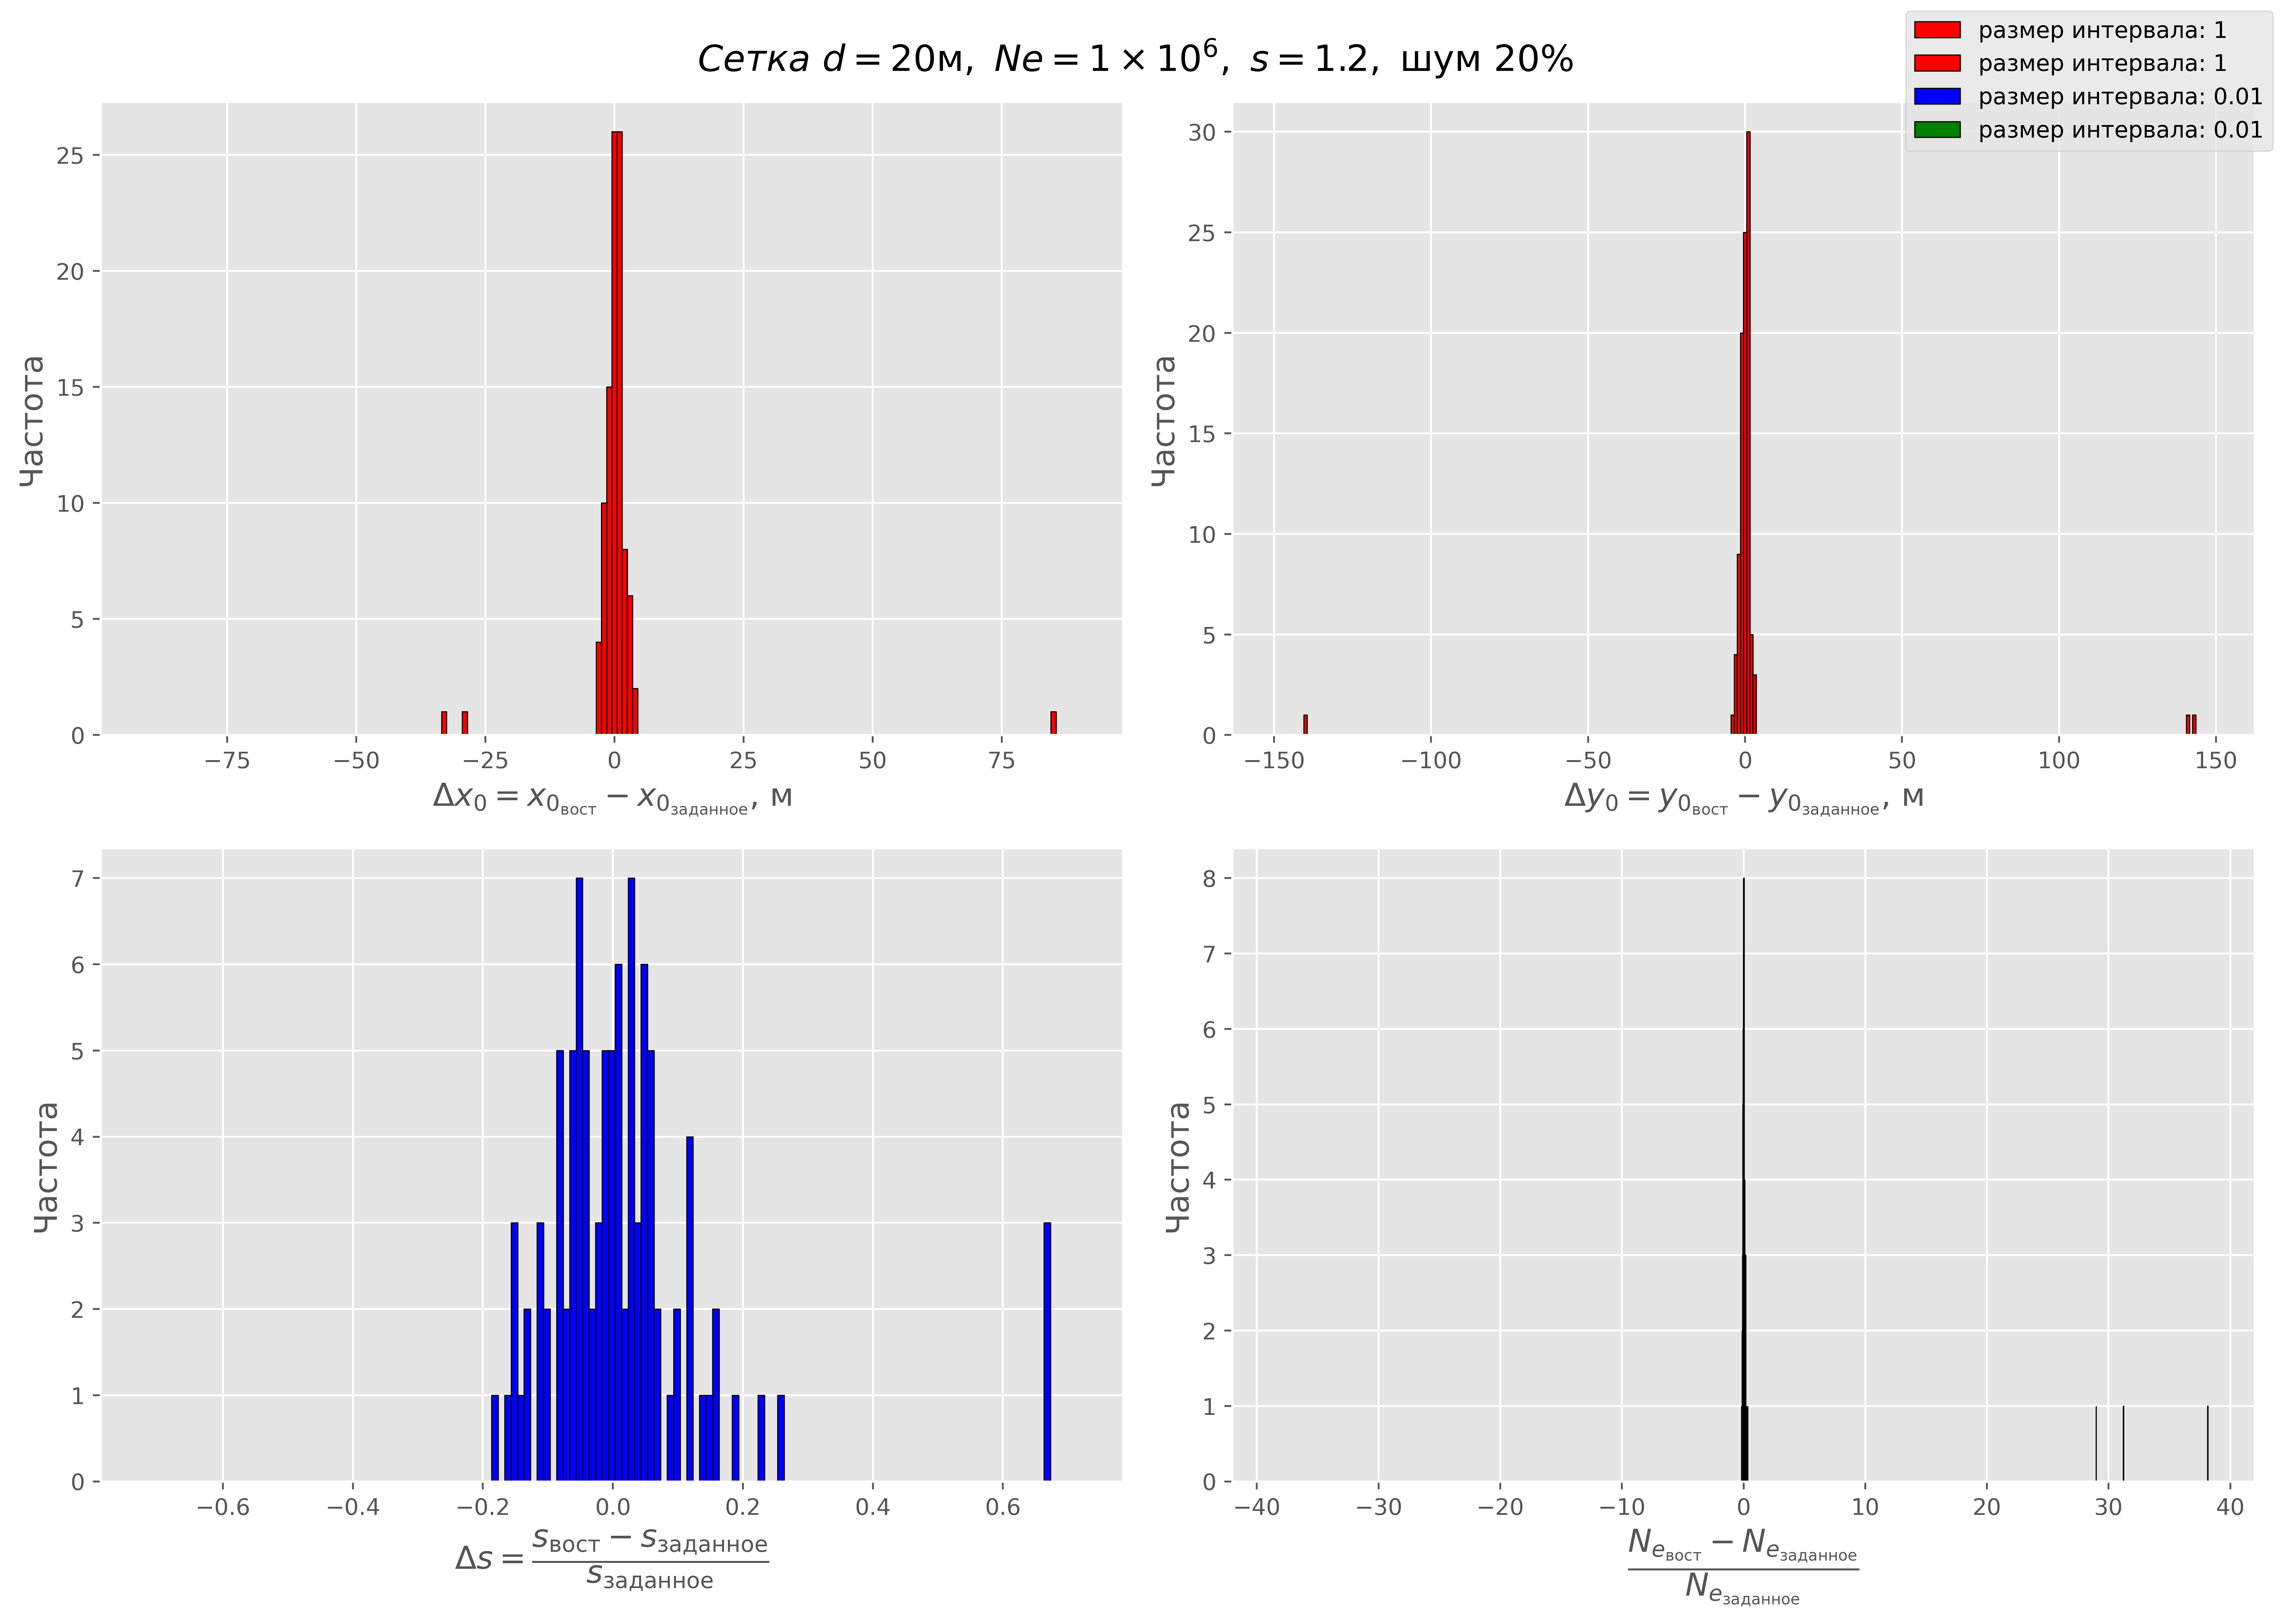 Сетка d = 20м, Ne = 1 × 10⁶, s = 1.2, шум 20%
размер интервала: 1
размер интервала: 1
размер интервала: 0.01
размер интервала: 0.01
Частота
25
20
15
10
5
0
−75 −50 −25 0 25 50 75
Δx₀ = x₀вост − x₀заданное, м
Частота
30
25
20
15
10
5
0
−150 −100 −50 0 50 100 150
Δy₀ = y₀вост − y₀заданное, м
Частота
7
6
5
4
3
2
1
0
−0.6 −0.4 −0.2 0.0 0.2 0.4 0.6
sвост − sзаданное
Δs =
sзаданное
Частота
8
7
6
5
4
3
2
1
0
−40 −30 −20 −10 0 10 20 30 40
Neвост − Neзаданное
Neзаданное